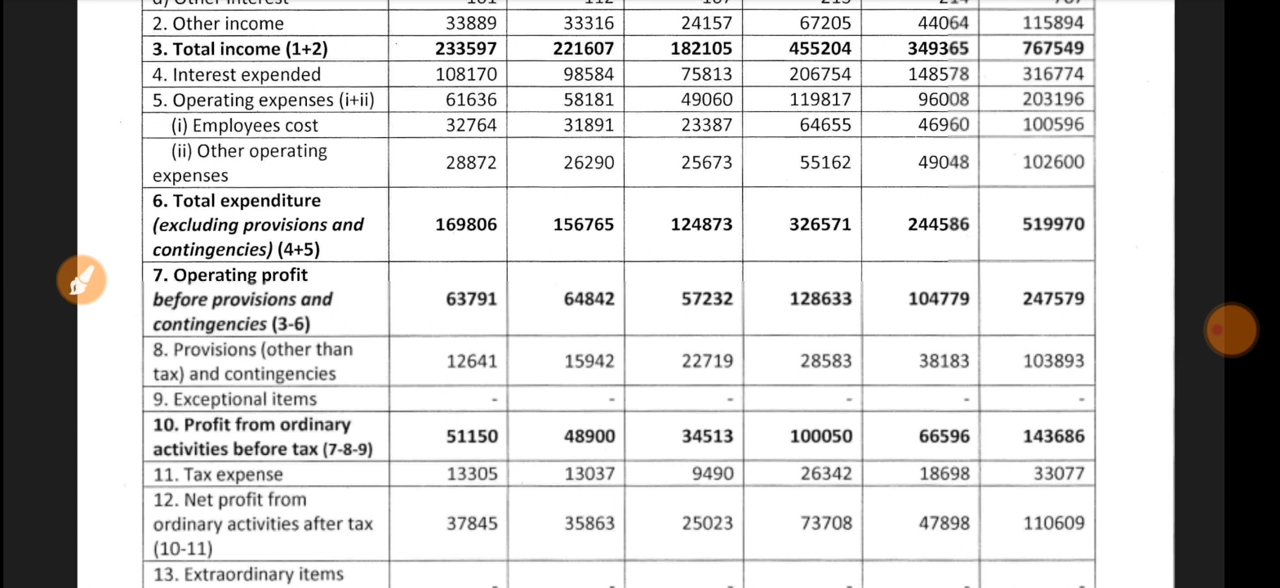 2. Other income 33889 33316 24157 67205 44064 115894
3. Total income (1+2) 233597 221607 182105 455204 349365 767549
4. Interest expended 108170 98584 75813 206754 148578 316774
5. Operating expenses (i+ii) 61636 58181 49060 119817 96008 203196
(i) Employees cost 32764 31891 23387 64655 46960 100596
(ii) Other operating
expenses 28872 26290 25673 55162 49048 102600
6. Total expenditure
(excluding provisions and 169806 156765 124873 326571 244586 519970
contingencies) (4+5)
7. Operating profit
before provisions and 63791 64842 57232 128633 104779 247579
contingencies (3-6)
8. Provisions (other than
tax) and contingencies 12641 15942 22719 28583 38183 103893
9. Exceptional items - - - - - -
10. Profit from ordinary
activities before tax (7-8-9) 51150 48900 34513 100050 66596 143686
11. Tax expense 13305 13037 9490 26342 18698 33077
12. Net profit from
ordinary activities after tax 37845 35863 25023 73708 47898 110609
(10-11)
13. Extraordinary items